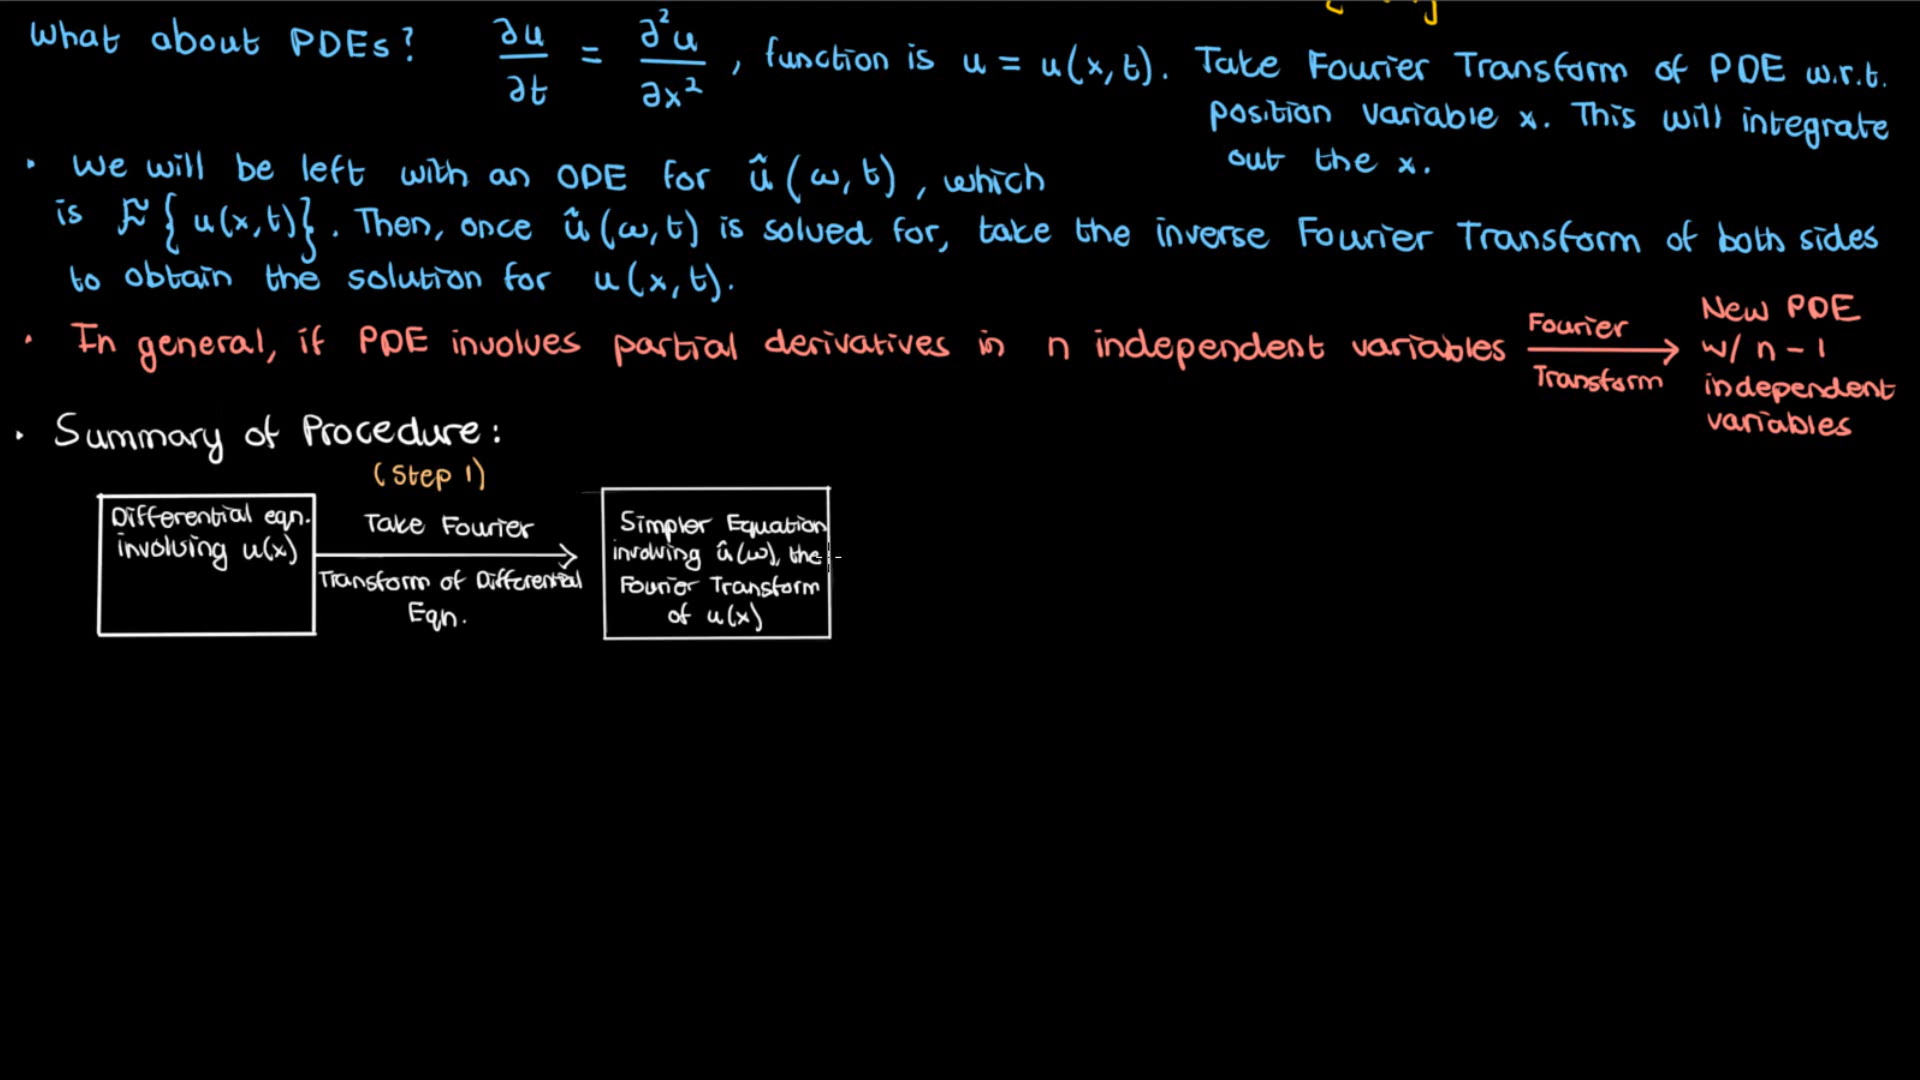 What about PDEs? ∂u/∂t = ∂²u/∂x² , function is u = u(x,t). Take Fourier Transform of PDE w.r.t.
position variable x. This will integrate
out the x.
• We will be left with an ODE for û(ω,t), which
is F{u(x,t)}. Then, once û(ω,t) is solved for, take the inverse Fourier Transform of both sides
to obtain the solution for u(x,t).
• In general, if PDE involves partial derivatives in n independent variables
Fourier
Transform
New PDE
w/ n-1
independent
variables
• Summary of Procedure:
(Step 1)
Differential eqn.
involving u(x)
Take Fourier
Transform of Differential
Eqn.
Simpler Equation
involving û(ω), the
Fourier Transform
of u(x)